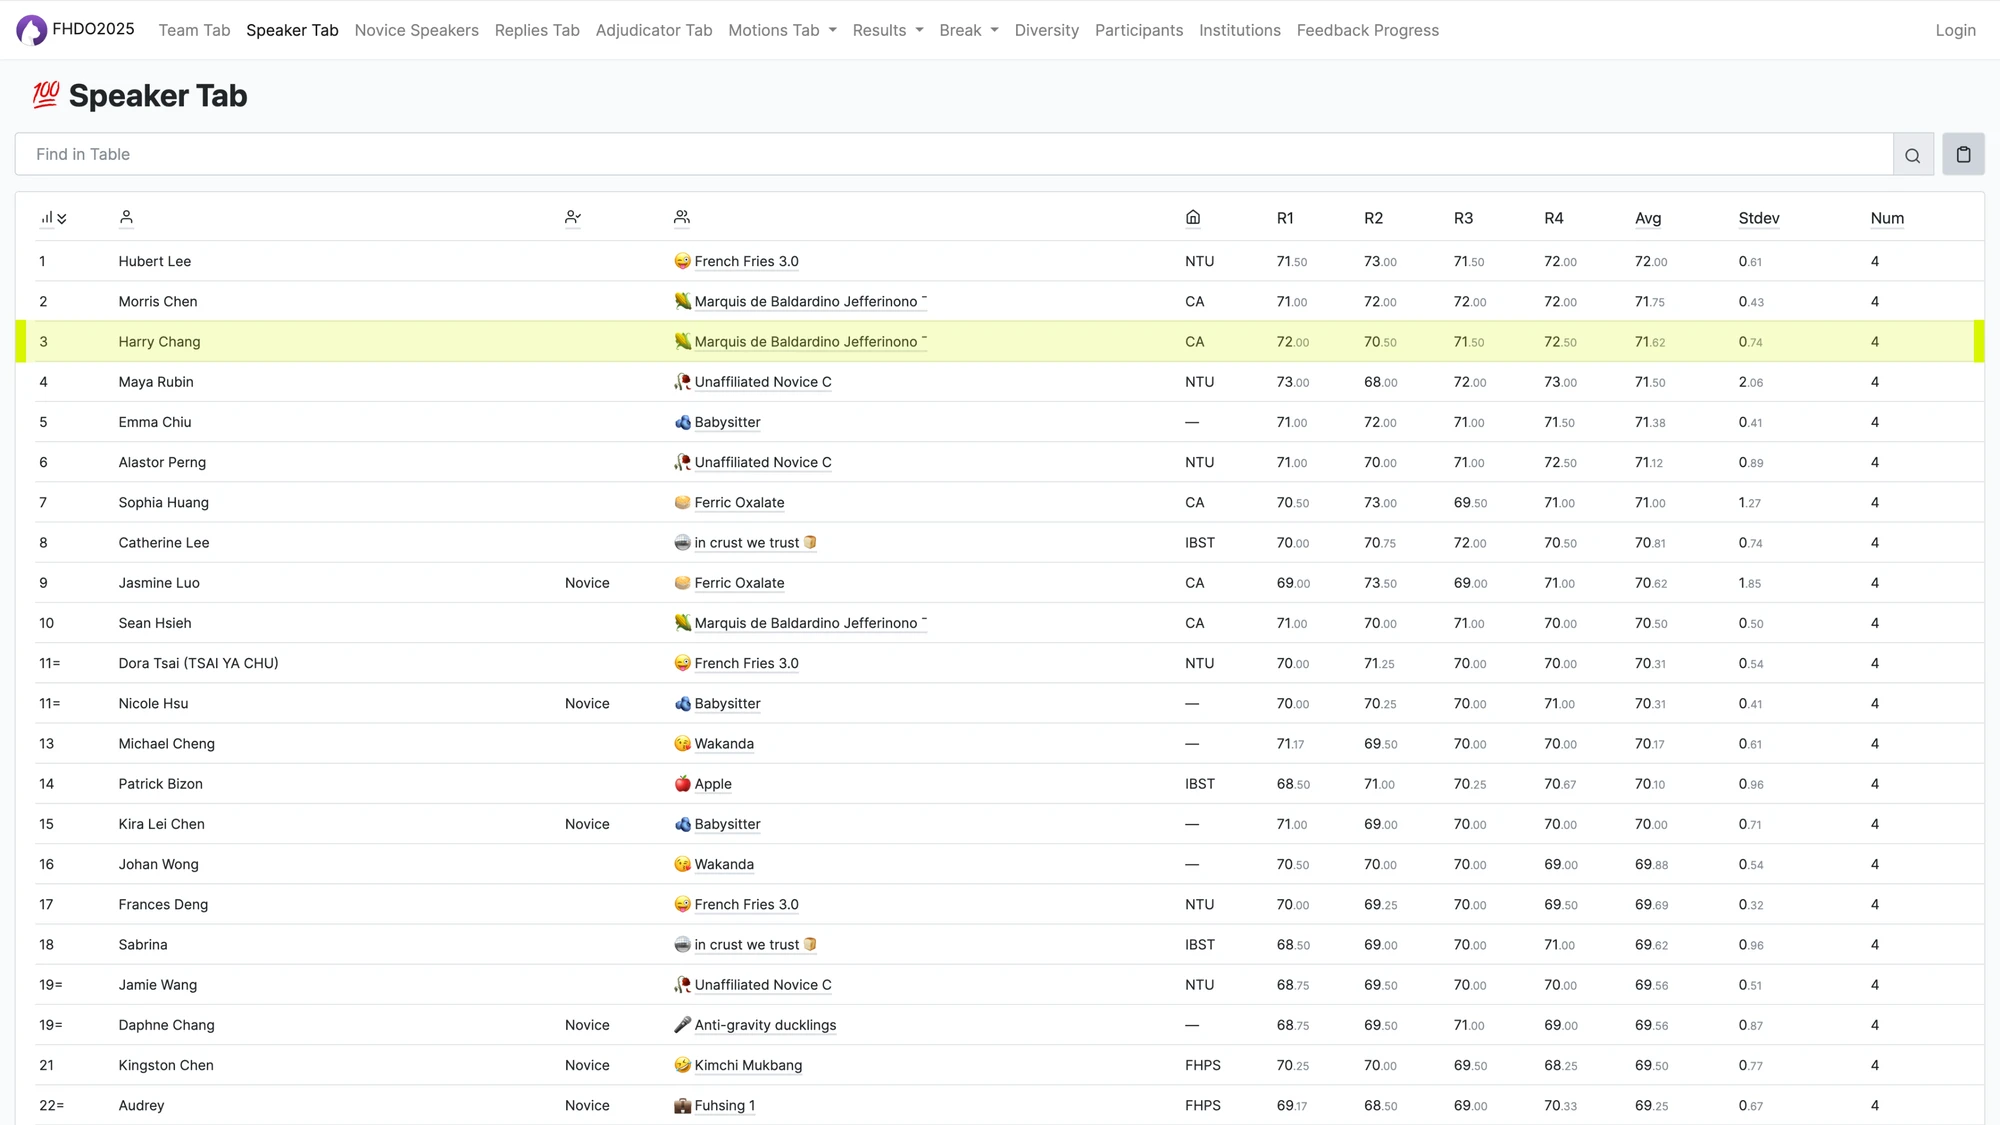 FHDO2025 Team Tab Speaker Tab Novice Speakers Replies Tab Adjudicator Tab Motions Tab Results Break Diversity Participants Institutions Feedback Progress Login
💯 Speaker Tab
Find in Table
R1 R2 R3 R4 Avg Stdev Num
1 Hubert Lee 😜 French Fries 3.0 NTU 71.50 73.00 71.50 72.00 72.00 0.61 4
2 Morris Chen 🌽 Marquis de Baldardino Jefferinono ˉ CA 71.00 72.00 72.00 72.00 71.75 0.43 4
3 Harry Chang 🌽 Marquis de Baldardino Jefferinono ˉ CA 72.00 70.50 71.50 72.50 71.62 0.74 4
4 Maya Rubin 🥀 Unaffiliated Novice C NTU 73.00 68.00 72.00 73.00 71.50 2.06 4
5 Emma Chiu 🫐 Babysitter — 71.00 72.00 71.00 71.50 71.38 0.41 4
6 Alastor Perng 🥀 Unaffiliated Novice C NTU 71.00 70.00 71.00 72.50 71.12 0.89 4
7 Sophia Huang 🫓 Ferric Oxalate CA 70.50 73.00 69.50 71.00 71.00 1.27 4
8 Catherine Lee in crust we trust 🍞 IBST 70.00 70.75 72.00 70.50 70.81 0.74 4
9 Jasmine Luo Novice 🫓 Ferric Oxalate CA 69.00 73.50 69.00 71.00 70.62 1.85 4
10 Sean Hsieh 🌽 Marquis de Baldardino Jefferinono ˉ CA 71.00 70.00 71.00 70.00 70.50 0.50 4
11= Dora Tsai (TSAI YA CHU) 😜 French Fries 3.0 NTU 70.00 71.25 70.00 70.00 70.31 0.54 4
11= Nicole Hsu Novice 🫐 Babysitter — 70.00 70.25 70.00 71.00 70.31 0.41 4
13 Michael Cheng 😘 Wakanda — 71.17 69.50 70.00 70.00 70.17 0.61 4
14 Patrick Bizon 🍎 Apple IBST 68.50 71.00 70.25 70.67 70.10 0.96 4
15 Kira Lei Chen Novice 🫐 Babysitter — 71.00 69.00 70.00 70.00 70.00 0.71 4
16 Johan Wong 😘 Wakanda — 70.50 70.00 70.00 69.00 69.88 0.54 4
17 Frances Deng 😜 French Fries 3.0 NTU 70.00 69.25 70.00 69.50 69.69 0.32 4
18 Sabrina in crust we trust 🍞 IBST 68.50 69.00 70.00 71.00 69.62 0.96 4
19= Jamie Wang 🥀 Unaffiliated Novice C NTU 68.75 69.50 70.00 70.00 69.56 0.51 4
19= Daphne Chang Novice 🎤 Anti-gravity ducklings — 68.75 69.50 71.00 69.00 69.56 0.87 4
21 Kingston Chen Novice 🤣 Kimchi Mukbang FHPS 70.25 70.00 69.50 68.25 69.50 0.77 4
22= Audrey Novice 💼 Fuhsing 1 FHPS 69.17 68.50 69.00 70.33 69.25 0.67 4